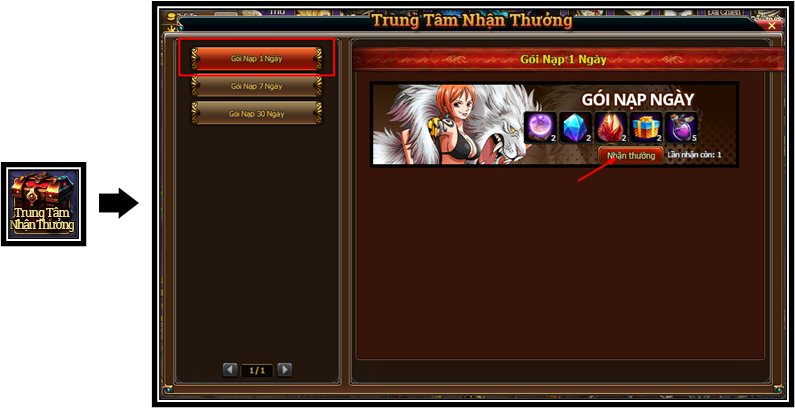 Trung Tâm Nhận Thưởng
Gói Nạp 1 Ngày
Gói Nạp 7 Ngày
Gói Nạp 30 Ngày
1/1
Gói Nạp 1 Ngày
GÓI NẠP NGÀY
2 2 2 2 5
Nhận thưởng Lần nhận còn: 1
Trung Tâm
Nhận Thưởng